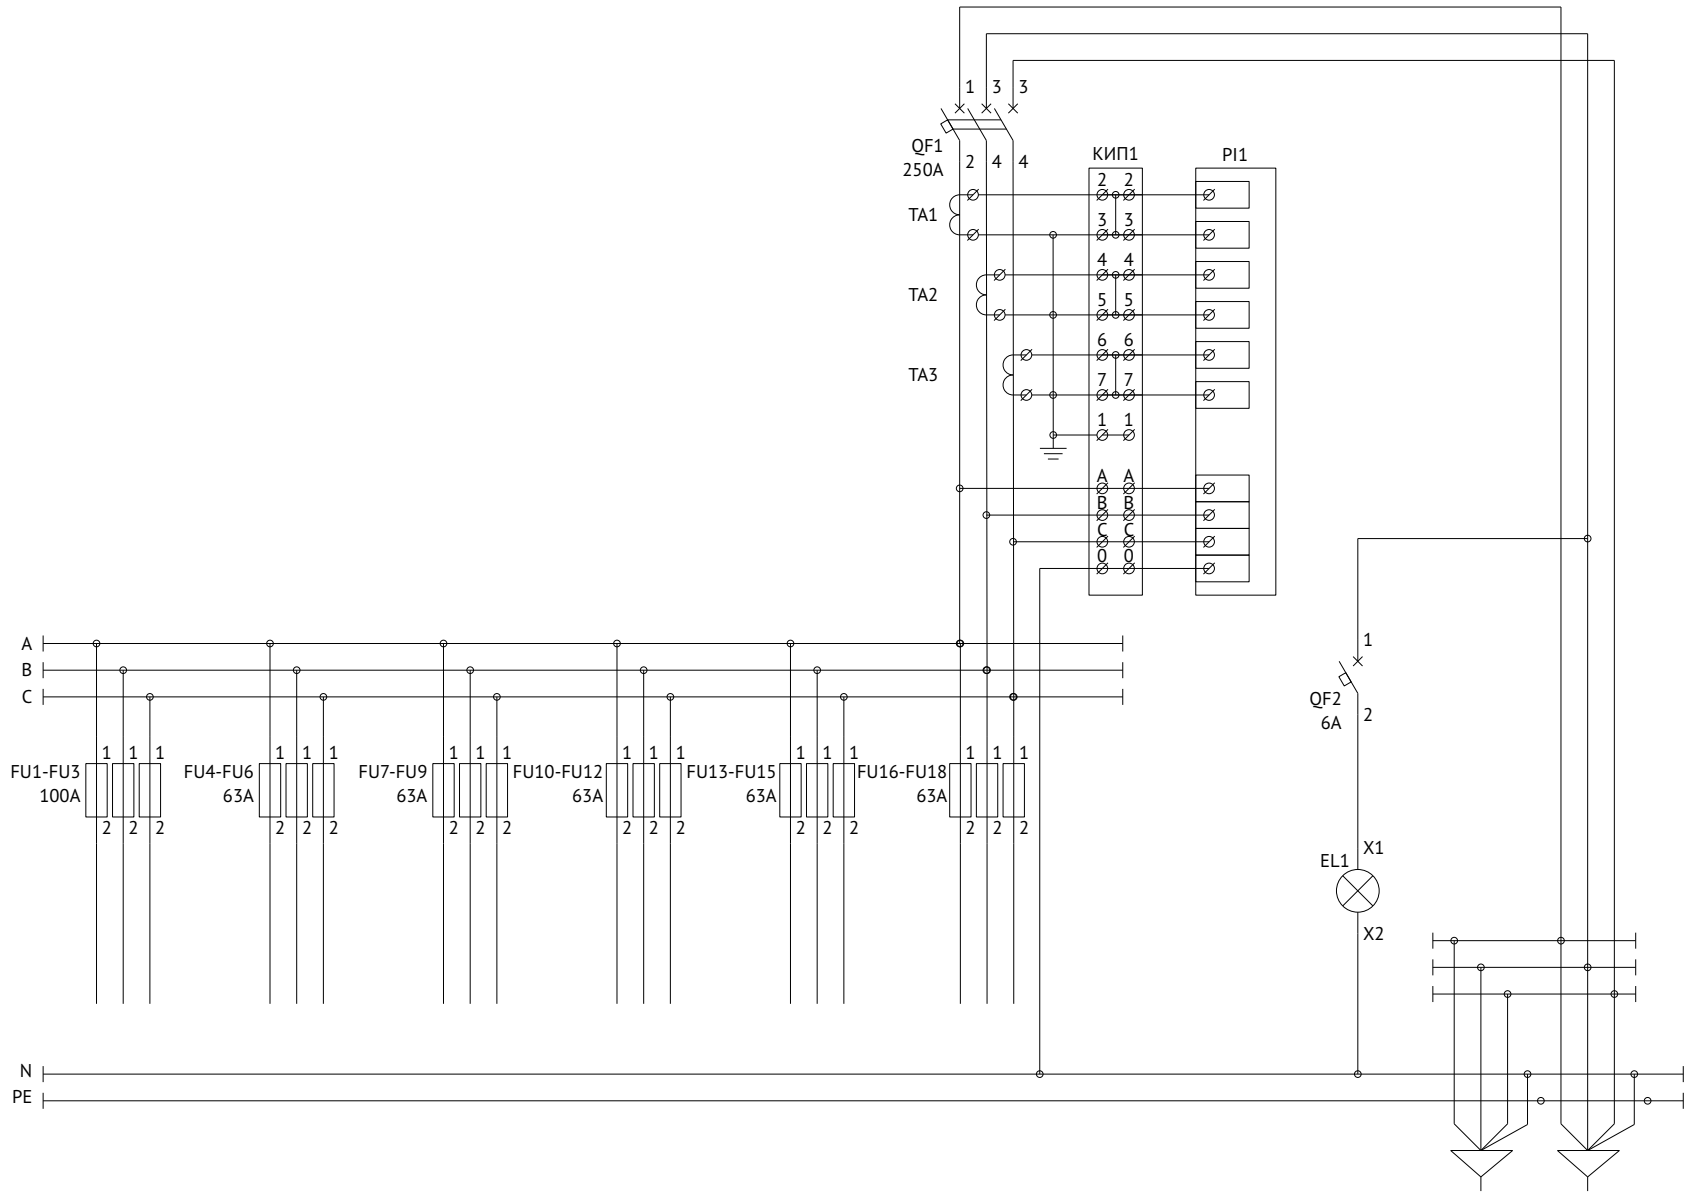 1 3 3
QF1
250A
2 4 4
КИП1
PI1
TA1
2 2
3 3
TA2
4 4
5 5
TA3
6 6
7 7
1 1
A A
B B
C C
0 0
A
B
C
1
QF2
6A
2
1 1 1 1 1 1 1 1 1 1 1 1 1 1 1 1 1 1
FU1-FU3 FU4-FU6 FU7-FU9 FU10-FU12 FU13-FU15 FU16-FU18
100A 63A 63A 63A 63A 63A
2 2 2 2 2 2 2 2 2 2 2 2 2 2 2 2 2 2
X1
EL1
X2
N
PE